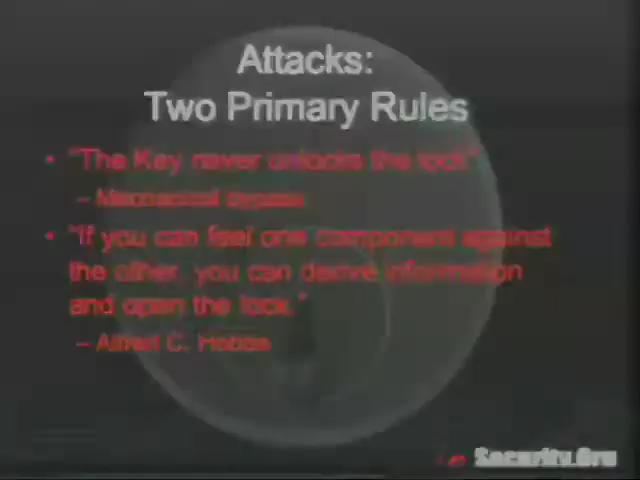 Attacks:
Two Primary Rules
• "The Key never unlocks the lock"
– Mechanical bypass
• "If you can feel one component against
the other, you can derive information
and open the lock."
– Alfred C. Hobbs
Security.Org